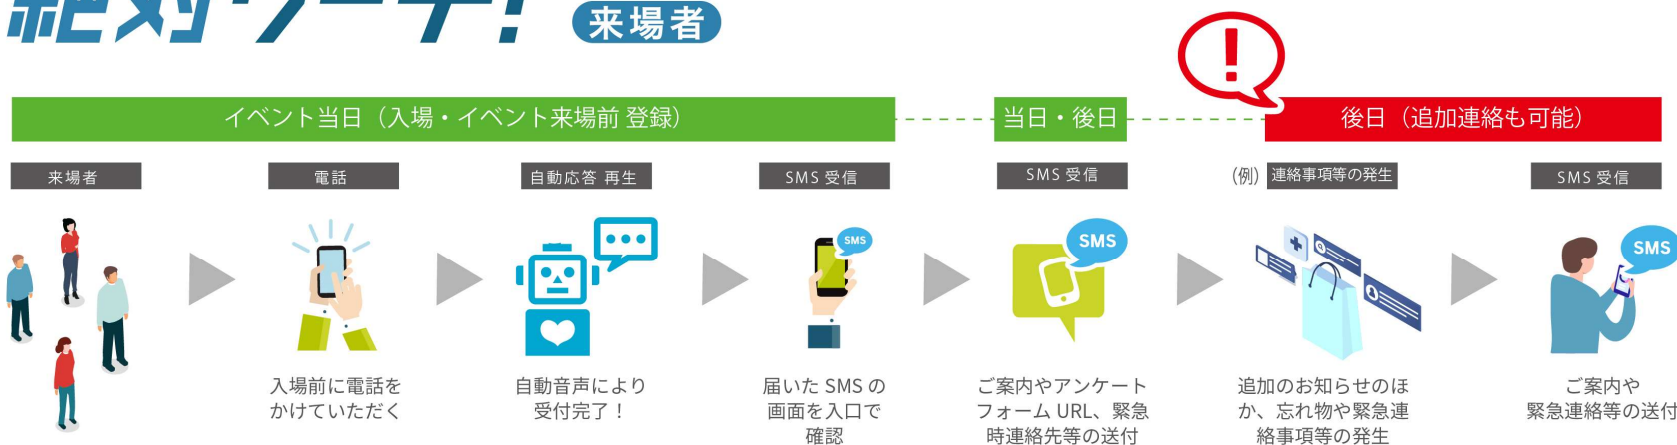 絶対リーチ!
来場者
イベント当日(入場・イベント来場前 登録)
当日・後日
後日(追加連絡も可能)
来場者
電話
自動応答 再生
SMS 受信
SMS 受信
(例) 連絡事項等の発生
SMS 受信
SMS
SMS
SMS
入場前に電話を
かけていただく
自動音声により
受付完了!
届いた SMS の
画面を入口で
確認
ご案内やアンケート
フォーム URL、緊急
時連絡先等の送付
追加のお知らせのほ
か、忘れ物や緊急連
絡事項等の発生
ご案内や
緊急連絡等の送付